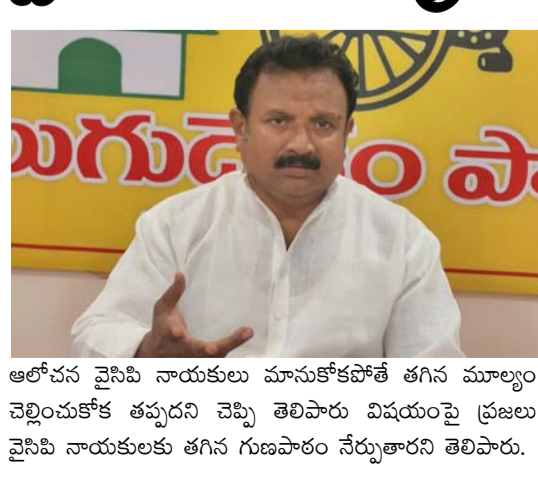 లుగుదేశం పా
ఆలోచన వైసిపి నాయకులు మానుకోకపోతే తగిన మూల్యం
చెల్లించుకోక తప్పదని చెప్పి తెలిపారు విషయంపై ప్రజలు
వైసిపి నాయకులకు తగిన గుణపాఠం నేర్పుతారని తెలిపారు.